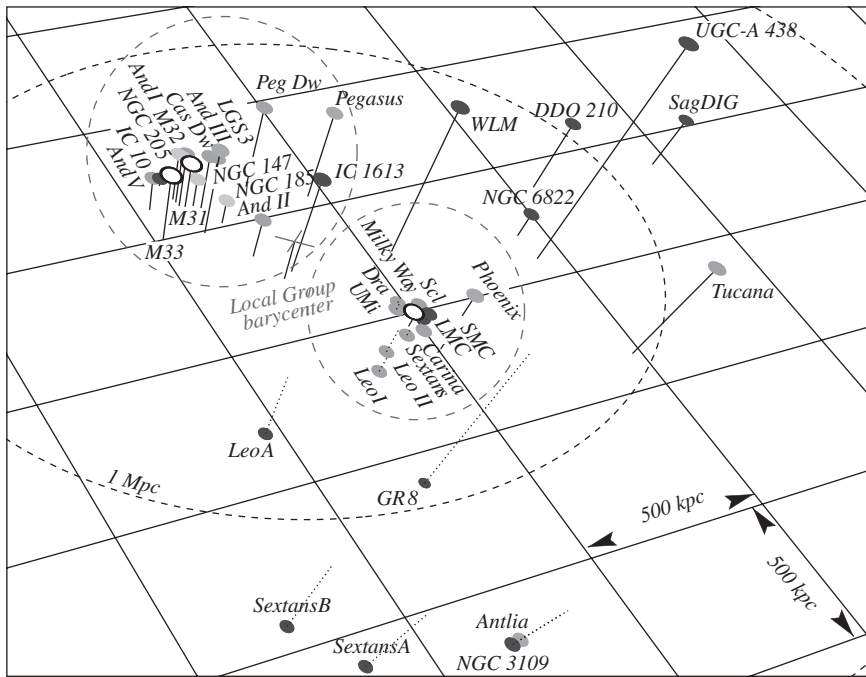 UGC-A 438
Peg Dw
Pegasus
WLM
DDO 210
SagDIG
LGS3
And III
Cas Dw
M32
And I
NGC 205
IC 10
And V
NGC 147
NGC 185
And II
IC 1613
NGC 6822
M31
M33
Local Group
barycenter
Milky Way
Dra
UMi
Scl
Phoenix
Tucana
SMC
LMC
Carina
Sextans
Leo II
Leo I
Leo A
1 Mpc
GR 8
500 kpc
500 kpc
Sextans B
Sextans A
Antlia
NGC 3109